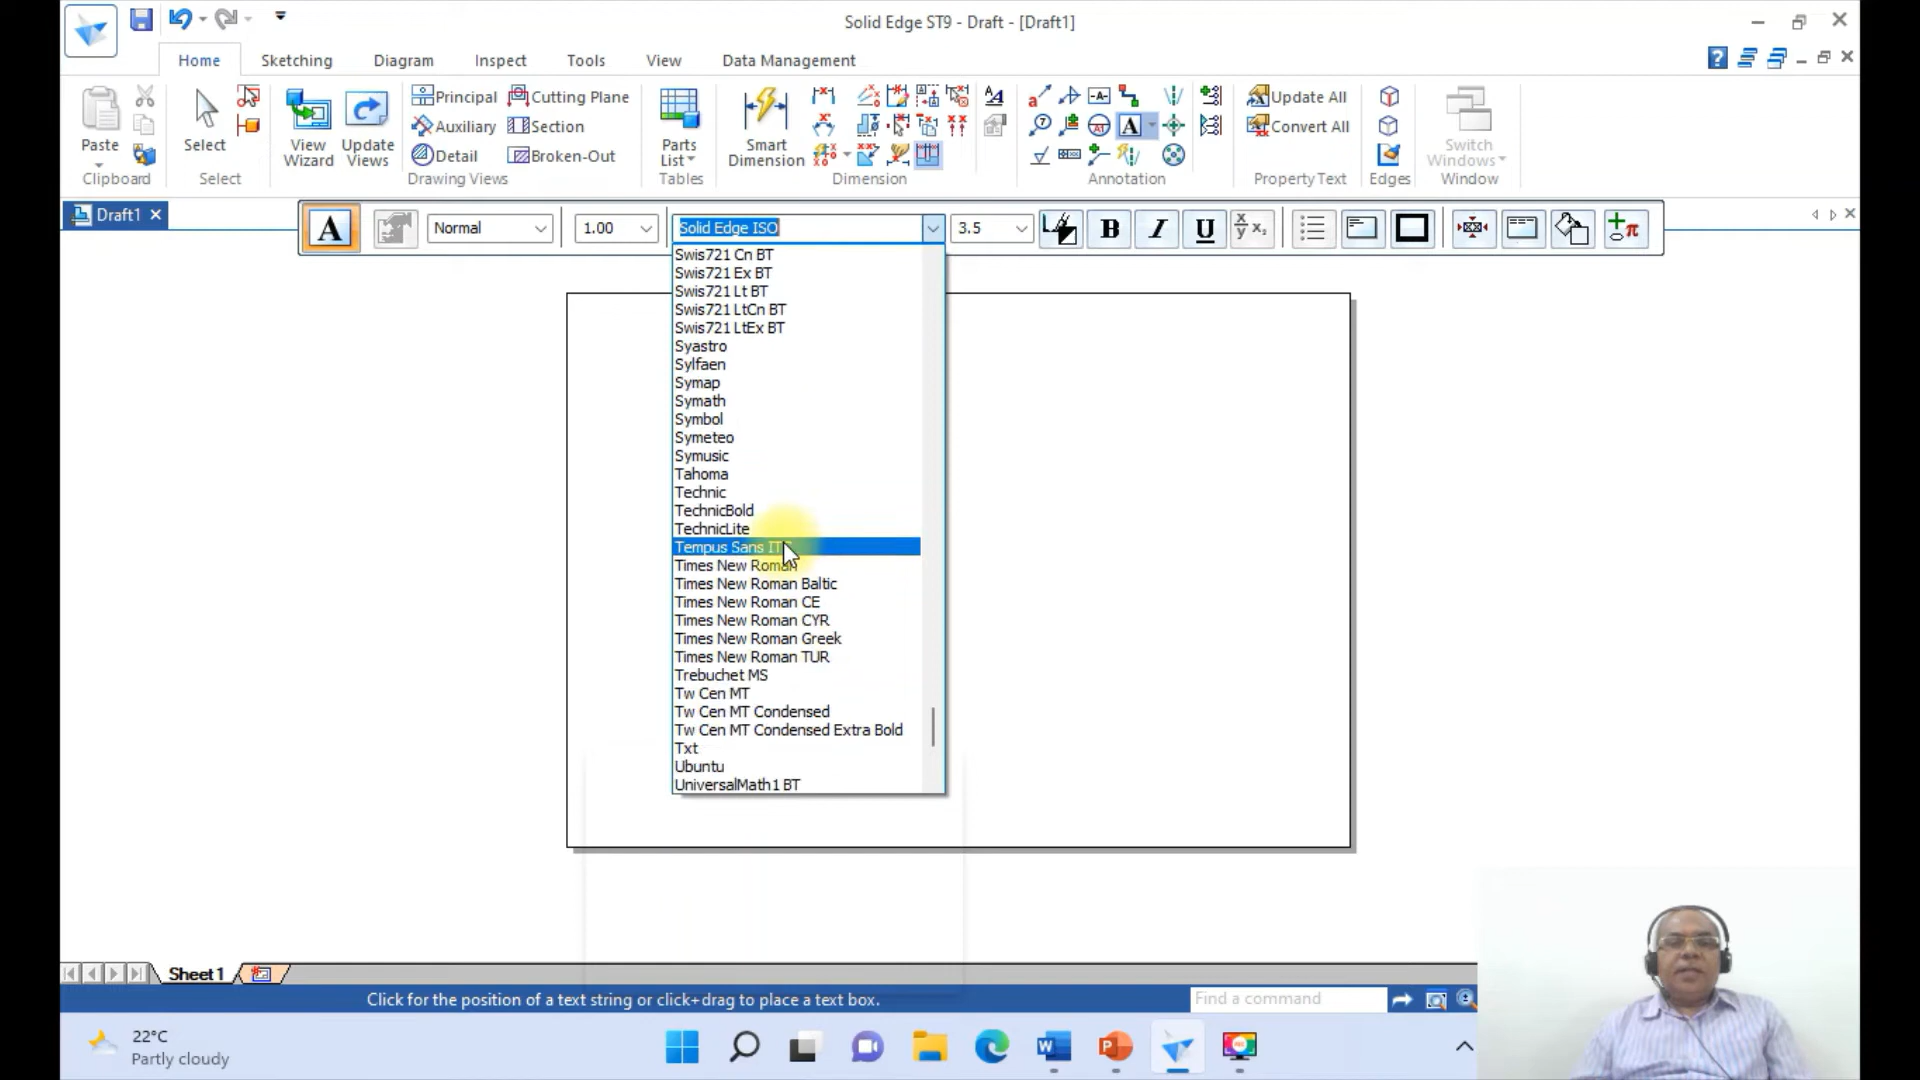 Solid Edge ST9 - Draft - [Draft1]
Home Sketching Diagram Inspect Tools View Data Management
Paste
Clipboard
Select
Select
View Wizard
Update Views
Principal
Auxiliary
Detail
Cutting Plane
Section
Broken-Out
Drawing Views
Parts List
Tables
Smart Dimension
Dimension
Annotation
Update All
Convert All
Property Text
Edges
Switch Windows
Window
Draft1
A
Normal
1.00
Solid Edge ISO
3.5
B I U
Swis721 Cn BT
Swis721 Ex BT
Swis721 Lt BT
Swis721 LtCn BT
Swis721 LtEx BT
Syastro
Sylfaen
Symap
Symath
Symbol
Symeteo
Symusic
Tahoma
Technic
TechnicBold
TechnicLite
Tempus Sans
Times New Roman
Times New Roman Baltic
Times New Roman CE
Times New Roman CYR
Times New Roman Greek
Times New Roman TUR
Trebuchet MS
Tw Cen MT
Tw Cen MT Condensed
Tw Cen MT Condensed Extra Bold
Txt
Ubuntu
UniversalMath1 BT
Sheet1
Click for the position of a text string or click+drag to place a text box.
Find a command
22°C
Partly cloudy